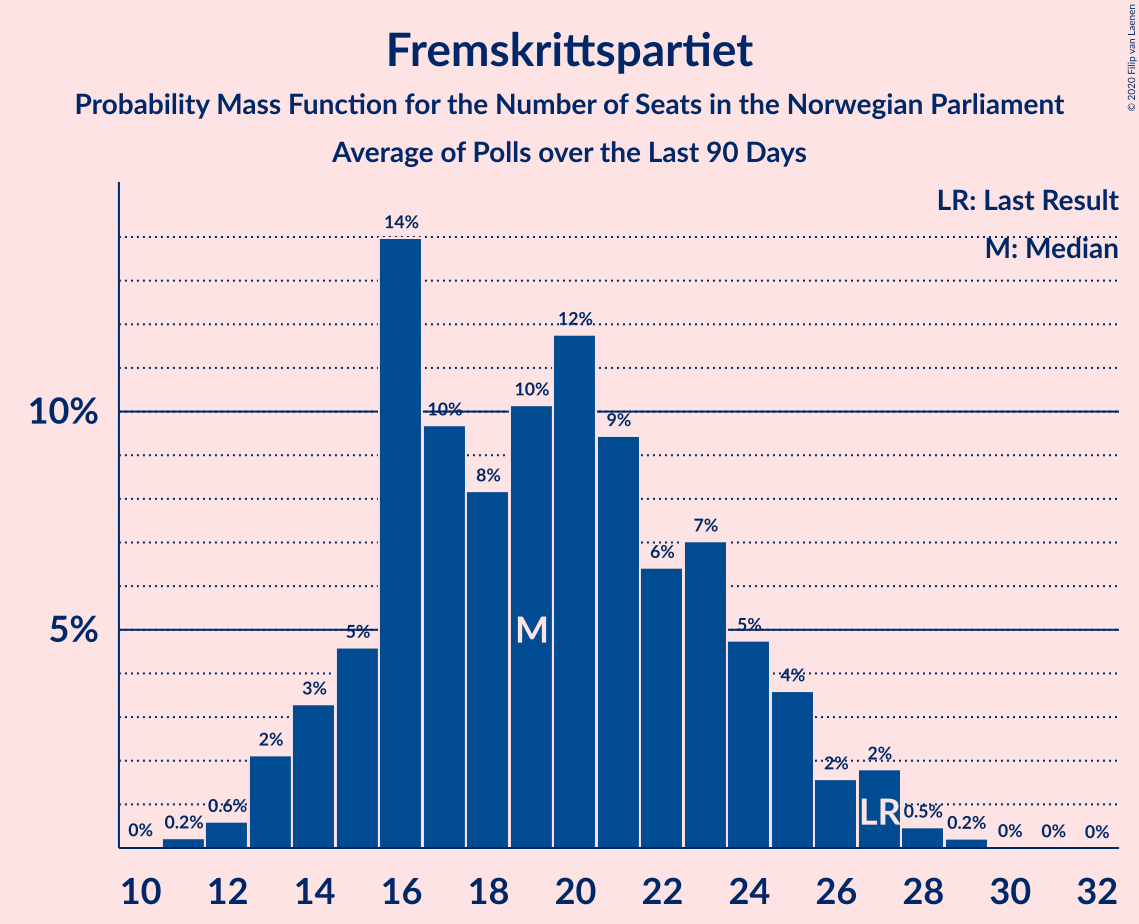 Fremskrittspartiet
Probability Mass Function for the Number of Seats in the Norwegian Parliament
Average of Polls over the Last 90 Days
© 2020 Filip van Laenen
LR: Last Result
M: Median
10%
5%
0%
0.2%
0.6%
2%
3%
5%
14%
10%
8%
10%
12%
9%
6%
7%
5%
4%
2%
2%
0.5%
0.2%
0%
0%
0%
M
LR
10 12 14 16 18 20 22 24 26 28 30 32